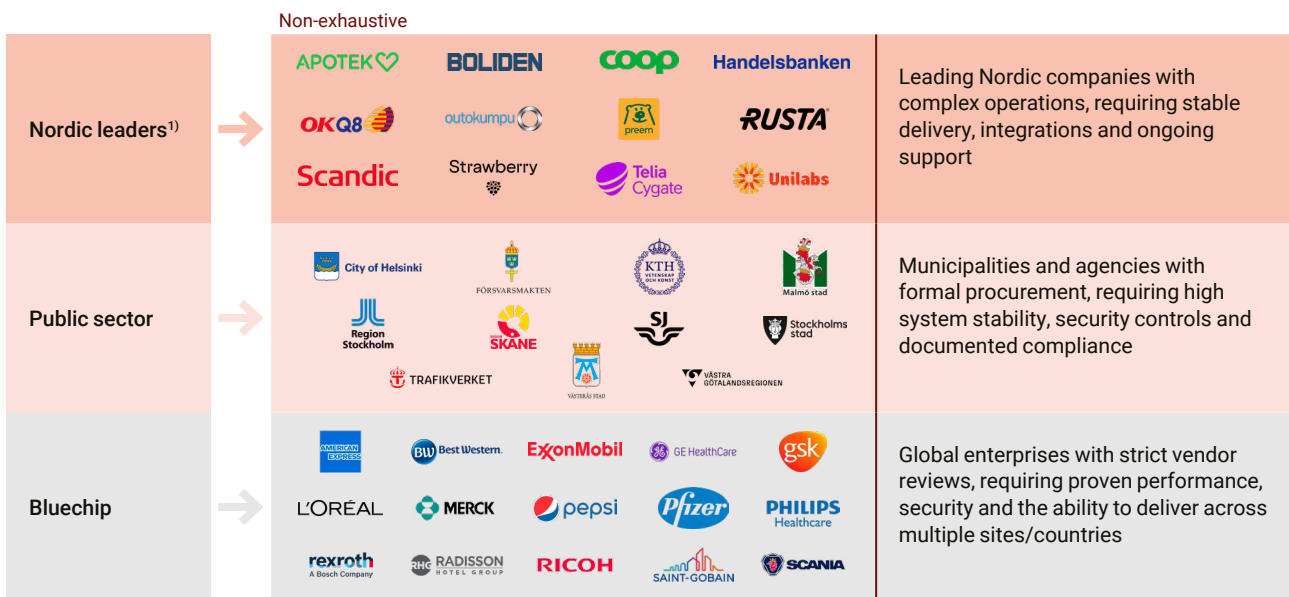 Non-exhaustive
Nordic leaders1)
APOTEK
BOLIDEN
coop
Handelsbanken
OKQ8
outokumpu
preem
RUSTA®
Scandic
Strawberry
Telia
Cygate
Unilabs
Leading Nordic companies with
complex operations, requiring stable
delivery, integrations and ongoing
support
Public sector
City of Helsinki
FÖRSVARSMAKTEN
KTH
VETENSKAP
OCH KONST
Malmö stad
Region
Stockholm
REGION
SKÅNE
SJ
Stockholms
stad
TRAFIKVERKET
VÄSTERÅS STAD
VÄSTRA
GÖTALANDSREGIONEN
Municipalities and agencies with
formal procurement, requiring high
system stability, security controls and
documented compliance
Bluechip
AMERICAN
EXPRESS
BW Best Western.
ExxonMobil
GE HealthCare
gsk
L'ORÉAL
MERCK
pepsi
Pfizer
PHILIPS
Healthcare
rexroth
A Bosch Company
RHG RADISSON
HOTEL GROUP
RICOH
SAINT-GOBAIN
SCANIA
Global enterprises with strict vendor
reviews, requiring proven performance,
security and the ability to deliver across
multiple sites/countries